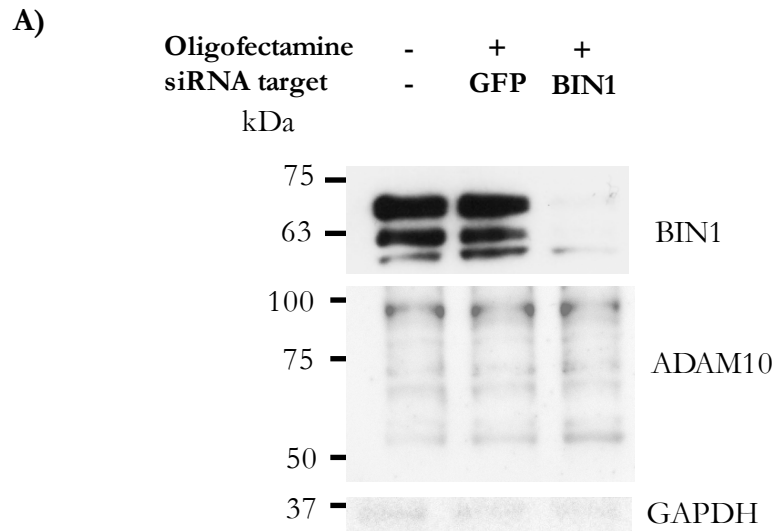 A)
Oligofectamine - + +
siRNA target - GFP BIN1
kDa
75
63
BIN1
100
75
ADAM10
50
37
GAPDH